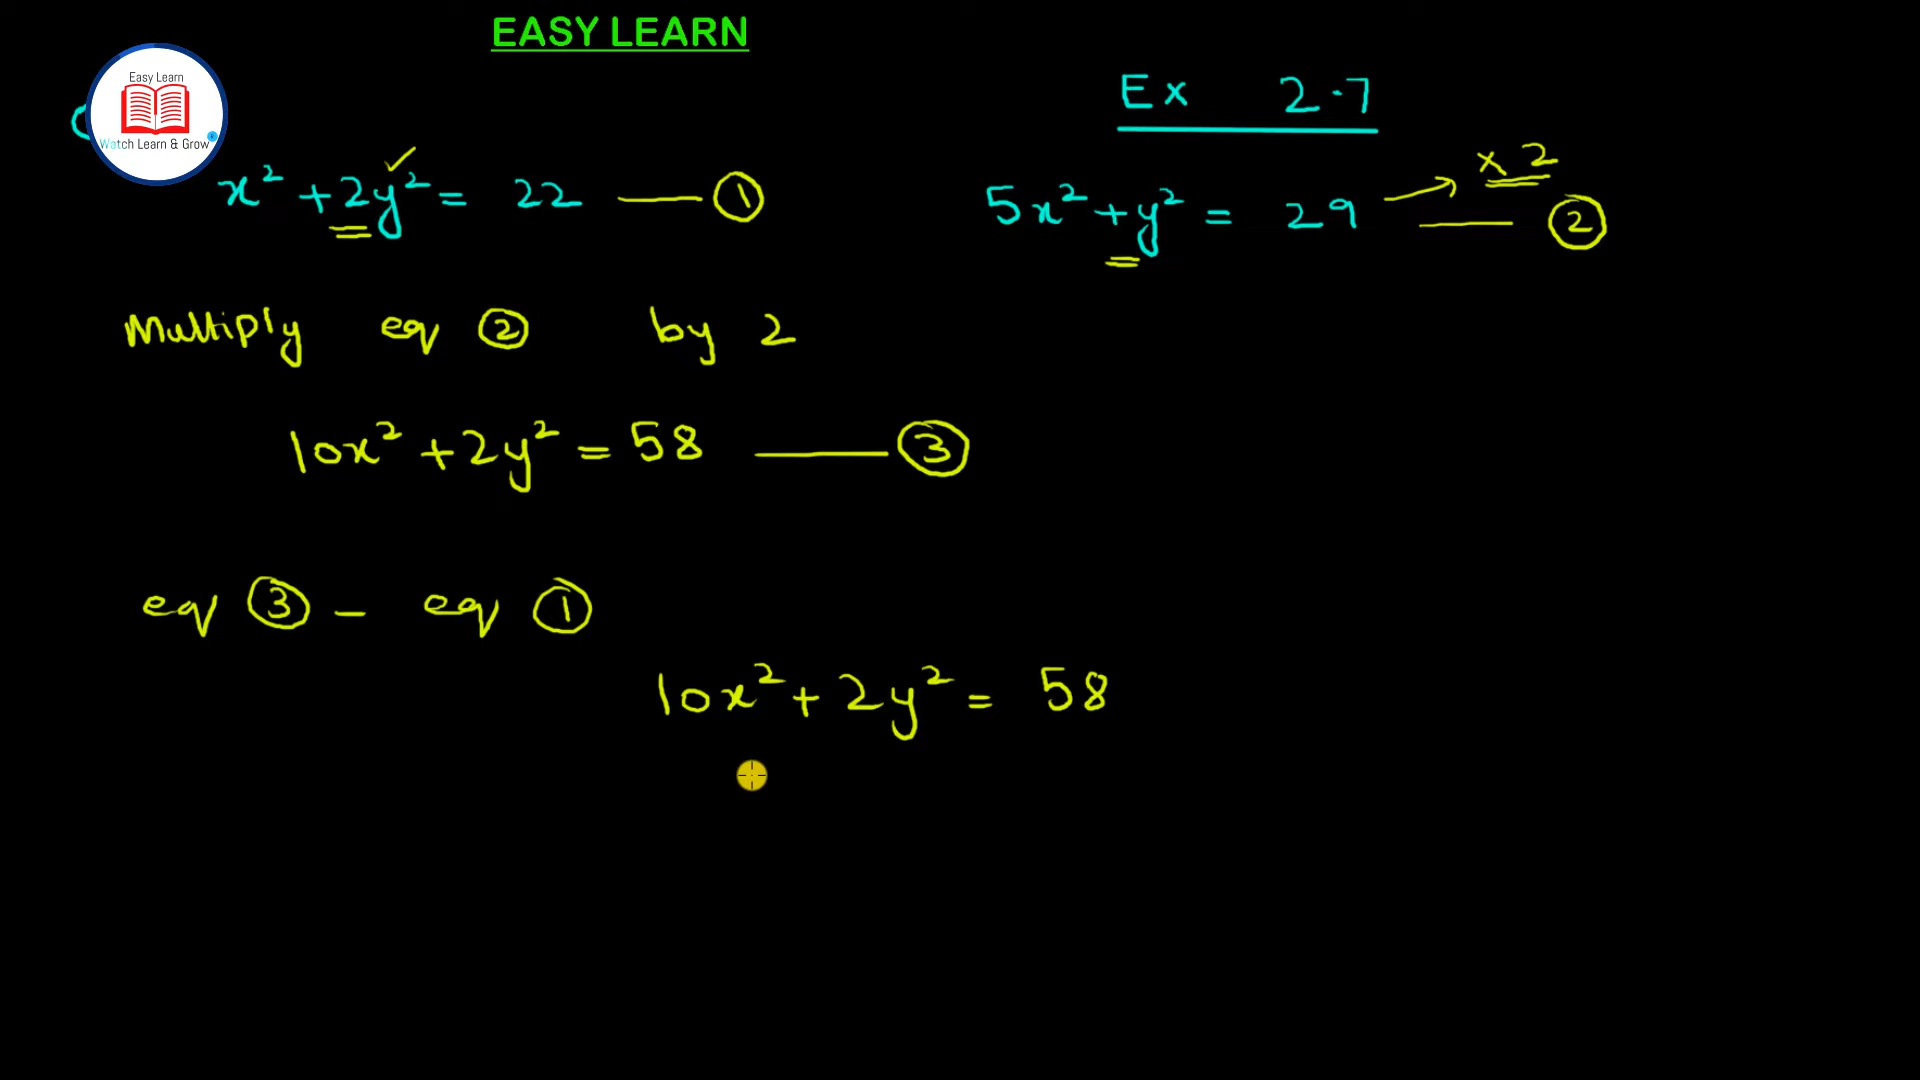 EASY LEARN
Easy Learn
Watch Learn & Grow
Ex 2.7
x² + 2y² = 22 —— ①
5x² + y² = 29 → × 2 —— ②
Multiply eq ② by 2
10x² + 2y² = 58 —— ③
eq ③ - eq ①
10x² + 2y² = 58